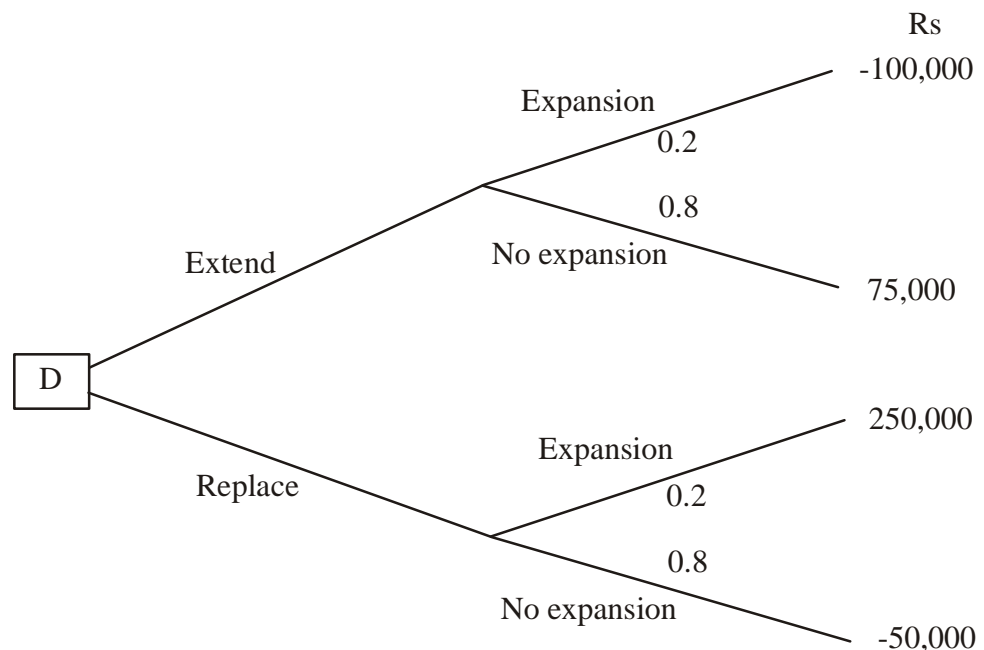 Rs
-100,000
Expansion
0.2
0.8
No expansion
75,000
Extend
D
Replace
250,000
Expansion
0.2
0.8
No expansion
-50,000